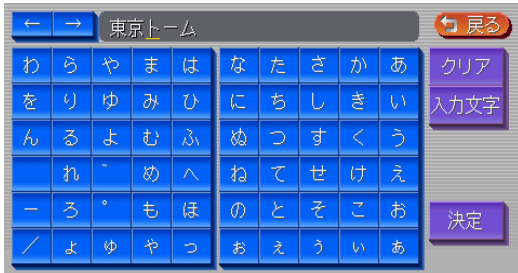 ← → 東京トーム 戻る
わ ら や ま は な た さ か あ クリア
を り ゆ み ひ に ち し き い 入力文字
ん る よ む ふ ぬ つ す く う
れ ゛ め へ ね て せ け え
ー ろ ゜ も ほ の と そ こ お 決定
／ ょ ゅ ゃ っ ぉ ぇ ぅ ぃ ぁ